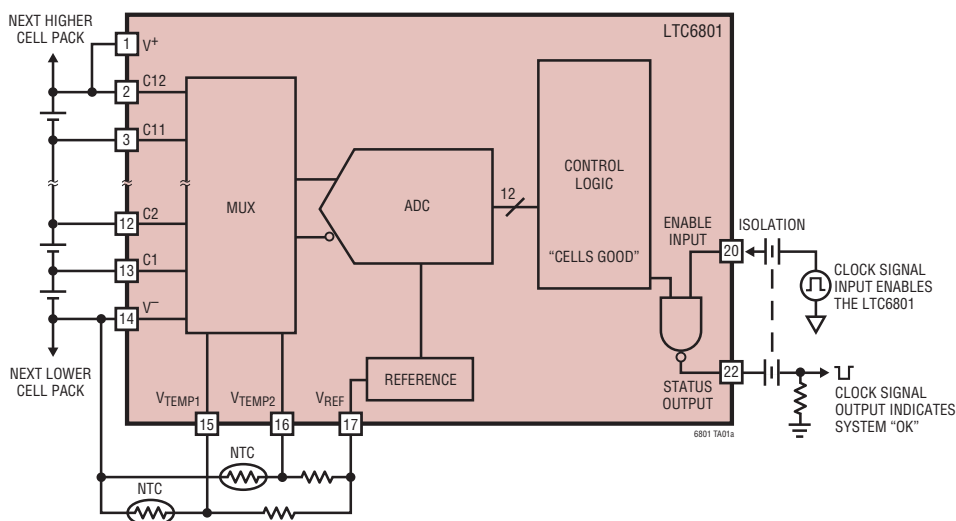 NEXT HIGHER
CELL PACK
LTC6801
1
V+
2
C12
3
C11
12
C2
13
C1
14
V–
NEXT LOWER
CELL PACK
MUX
ADC
12
CONTROL
LOGIC
“CELLS GOOD”
REFERENCE
ENABLE
INPUT
20
ISOLATION
CLOCK SIGNAL
INPUT ENABLES
THE LTC6801
STATUS
OUTPUT
22
CLOCK SIGNAL
OUTPUT INDICATES
SYSTEM “OK”
VTEMP1
VTEMP2
VREF
15
16
17
6801 TA01a
NTC
NTC